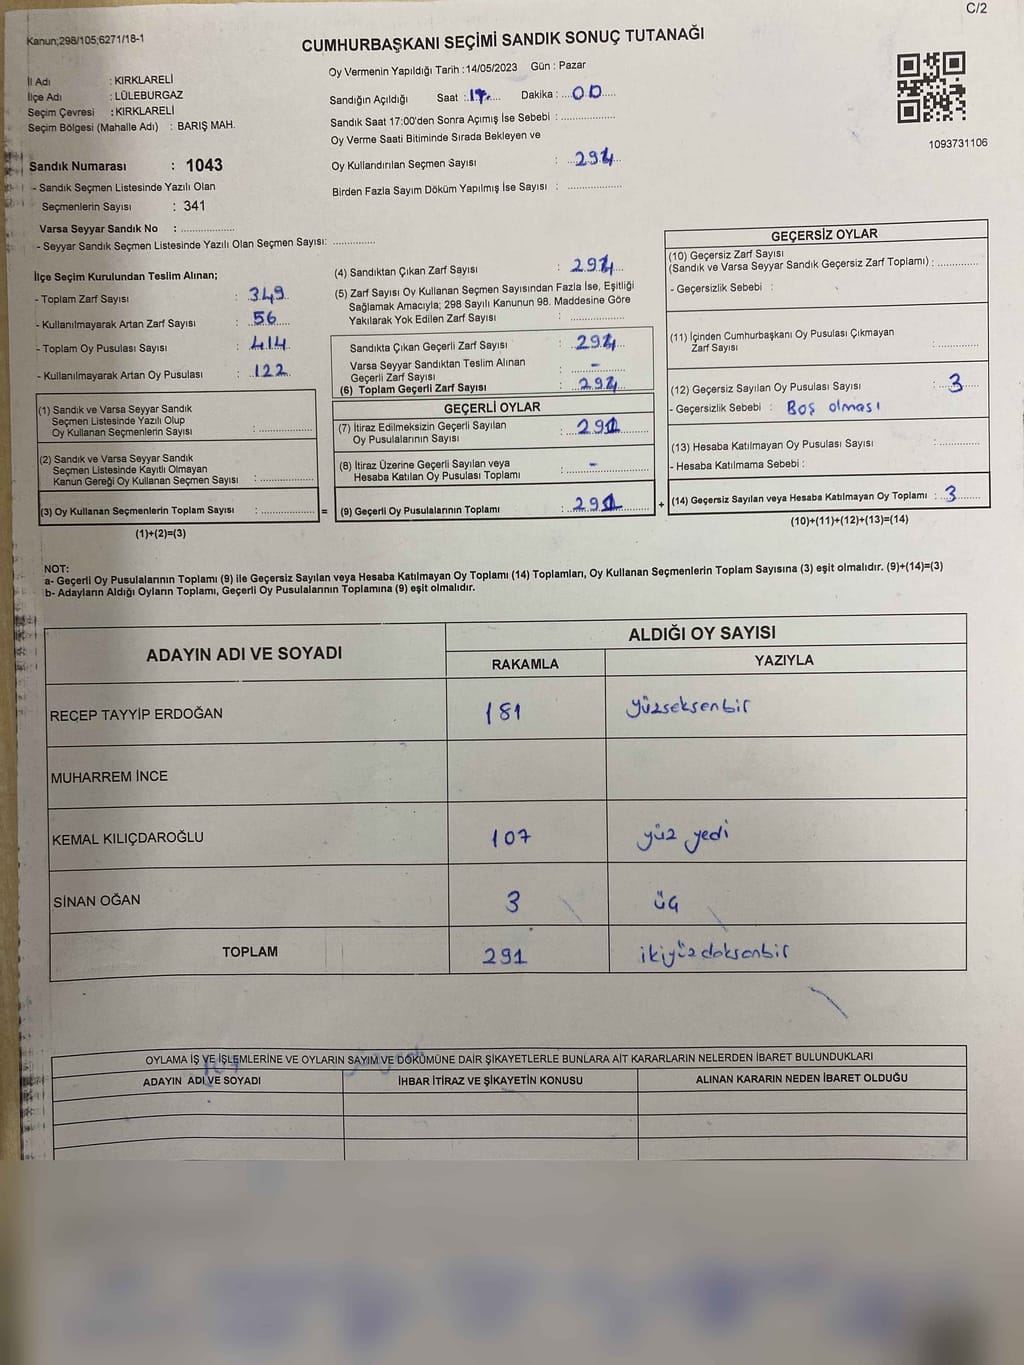 C/2
Kanun;298/105;6271/18-1
CUMHURBAŞKANI SEÇİMİ SANDIK SONUÇ TUTANAĞI
İl Adı : KIRKLARELİ
İlçe Adı : LÜLEBURGAZ
Seçim Çevresi : KIRKLARELİ
Seçim Bölgesi (Mahalle Adı) : BARIŞ MAH.
Sandık Numarası : 1043
- Sandık Seçmen Listesinde Yazılı Olan
Seçmenlerin Sayısı : 341
Varsa Seyyar Sandık No : ....................
- Seyyar Sandık Seçmen Listesinde Yazılı Olan Seçmen Sayısı: ................
Oy Vermenin Yapıldığı Tarih :14/05/2023 Gün : Pazar
Sandığın Açıldığı Saat : 17 Dakika : 00
Sandık Saat 17:00'den Sonra Açımış İse Sebebi : ....................
Oy Verme Saati Bitiminde Sırada Bekleyen ve
Oy Kullandırılan Seçmen Sayısı : 294
Birden Fazla Sayım Döküm Yapılmış İse Sayısı : ....................
1093731106
İlçe Seçim Kurulundan Teslim Alınan;
- Toplam Zarf Sayısı : 349
- Kullanılmayarak Artan Zarf Sayısı : 56
- Toplam Oy Pusulası Sayısı : 414
- Kullanılmayarak Artan Oy Pusulası : 122
(1) Sandık ve Varsa Seyyar Sandık
Seçmen Listesinde Yazılı Olup
Oy Kullanan Seçmenlerin Sayısı : ....................
(2) Sandık ve Varsa Seyyar Sandık
Seçmen Listesinde Kayıtlı Olmayan
Kanun Gereği Oy Kullanan Seçmen Sayısı : ....................
(3) Oy Kullanan Seçmenlerin Toplam Sayısı : .................... =
(1)+(2)=(3)
(4) Sandıktan Çıkan Zarf Sayısı : 294
(5) Zarf Sayısı Oy Kullanan Seçmen Sayısından Fazla İse, Eşitliği
Sağlamak Amacıyla; 298 Sayılı Kanunun 98. Maddesine Göre
Yakılarak Yok Edilen Zarf Sayısı : ....................
Sandıkta Çıkan Geçerli Zarf Sayısı : 294
Varsa Seyyar Sandıktan Teslim Alınan
Geçerli Zarf Sayısı : -
(6) Toplam Geçerli Zarf Sayısı : 294
GEÇERLİ OYLAR
(7) İtiraz Edilmeksizin Geçerli Sayılan
Oy Pusulalarının Sayısı : 291
(8) İtiraz Üzerine Geçerli Sayılan veya
Hesaba Katılan Oy Pusulası Toplamı : -
(9) Geçerli Oy Pusulalarının Toplamı : 291 +
GEÇERSİZ OYLAR
(10) Geçersiz Zarf Sayısı
(Sandık ve Varsa Seyyar Sandık Geçersiz Zarf Toplamı) : ...............
- Geçersizlik Sebebi :
(11) İçinden Cumhurbaşkanı Oy Pusulası Çıkmayan
Zarf Sayısı : ...............
(12) Geçersiz Sayılan Oy Pusulası Sayısı : 3
- Geçersizlik Sebebi : Boş olması
(13) Hesaba Katılmayan Oy Pusulası Sayısı : ...............
- Hesaba Katılmama Sebebi :
(14) Geçersiz Sayılan veya Hesaba Katılmayan Oy Toplamı : 3
(10)+(11)+(12)+(13)=(14)
NOT:
a- Geçerli Oy Pusulalarının Toplamı (9) ile Geçersiz Sayılan veya Hesaba Katılmayan Oy Toplamı (14) Toplamları, Oy Kullanan Seçmenlerin Toplam Sayısına (3) eşit olmalıdır. (9)+(14)=(3)
b- Adayların Aldığı Oyların Toplamı, Geçerli Oy Pusulalarının Toplamına (9) eşit olmalıdır.
ADAYIN ADI VE SOYADI
ALDIĞI OY SAYISI
RAKAMLA YAZIYLA
RECEP TAYYİP ERDOĞAN 181 yüzseksenbir
MUHARREM İNCE
KEMAL KILIÇDAROĞLU 107 yüz yedi
SİNAN OĞAN 3 üç
TOPLAM 291 ikiyüzdoksenbir
OYLAMA İŞ VE İŞLEMLERİNE VE OYLARIN SAYIM VE DÖKÜMÜNE DAİR ŞİKAYETLERLE BUNLARA AİT KARARLARIN NELERDEN İBARET BULUNDUKLARI
ADAYIN ADI VE SOYADI İHBAR İTİRAZ VE ŞİKAYETİN KONUSU ALINAN KARARIN NEDEN İBARET OLDUĞU